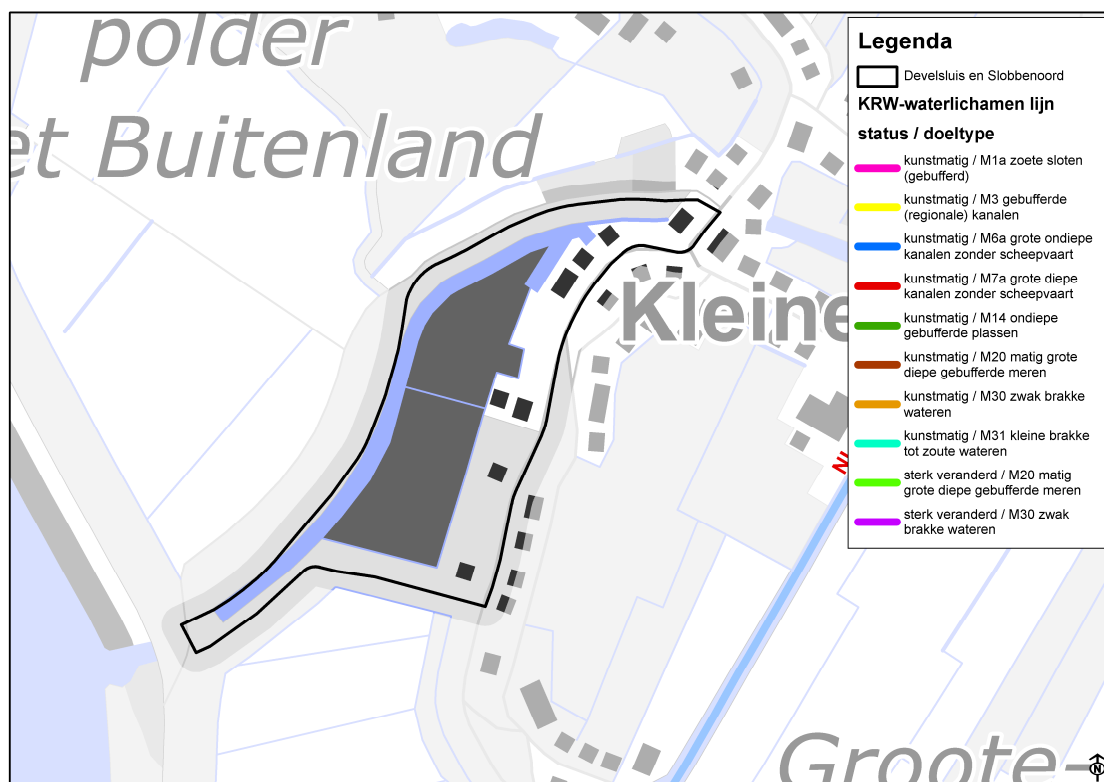 polder
et Buitenland
Kleine
Groote-
N
Legenda
Develsluis en Slobbenoord
KRW-waterlichamen lijn
status / doeltype
kunstmatig / M1a zoete sloten
(gebufferd)
kunstmatig / M3 gebufferde
(regionale) kanalen
kunstmatig / M6a grote ondiepe
kanalen zonder scheepvaart
kunstmatig / M7a grote diepe
kanalen zonder scheepvaart
kunstmatig / M14 ondiepe
gebufferde plassen
kunstmatig / M20 matig grote
diepe gebufferde meren
kunstmatig / M30 zwak brakke
wateren
kunstmatig / M31 kleine brakke
tot zoute wateren
sterk veranderd / M20 matig
grote diepe gebufferde meren
sterk veranderd / M30 zwak
brakke wateren